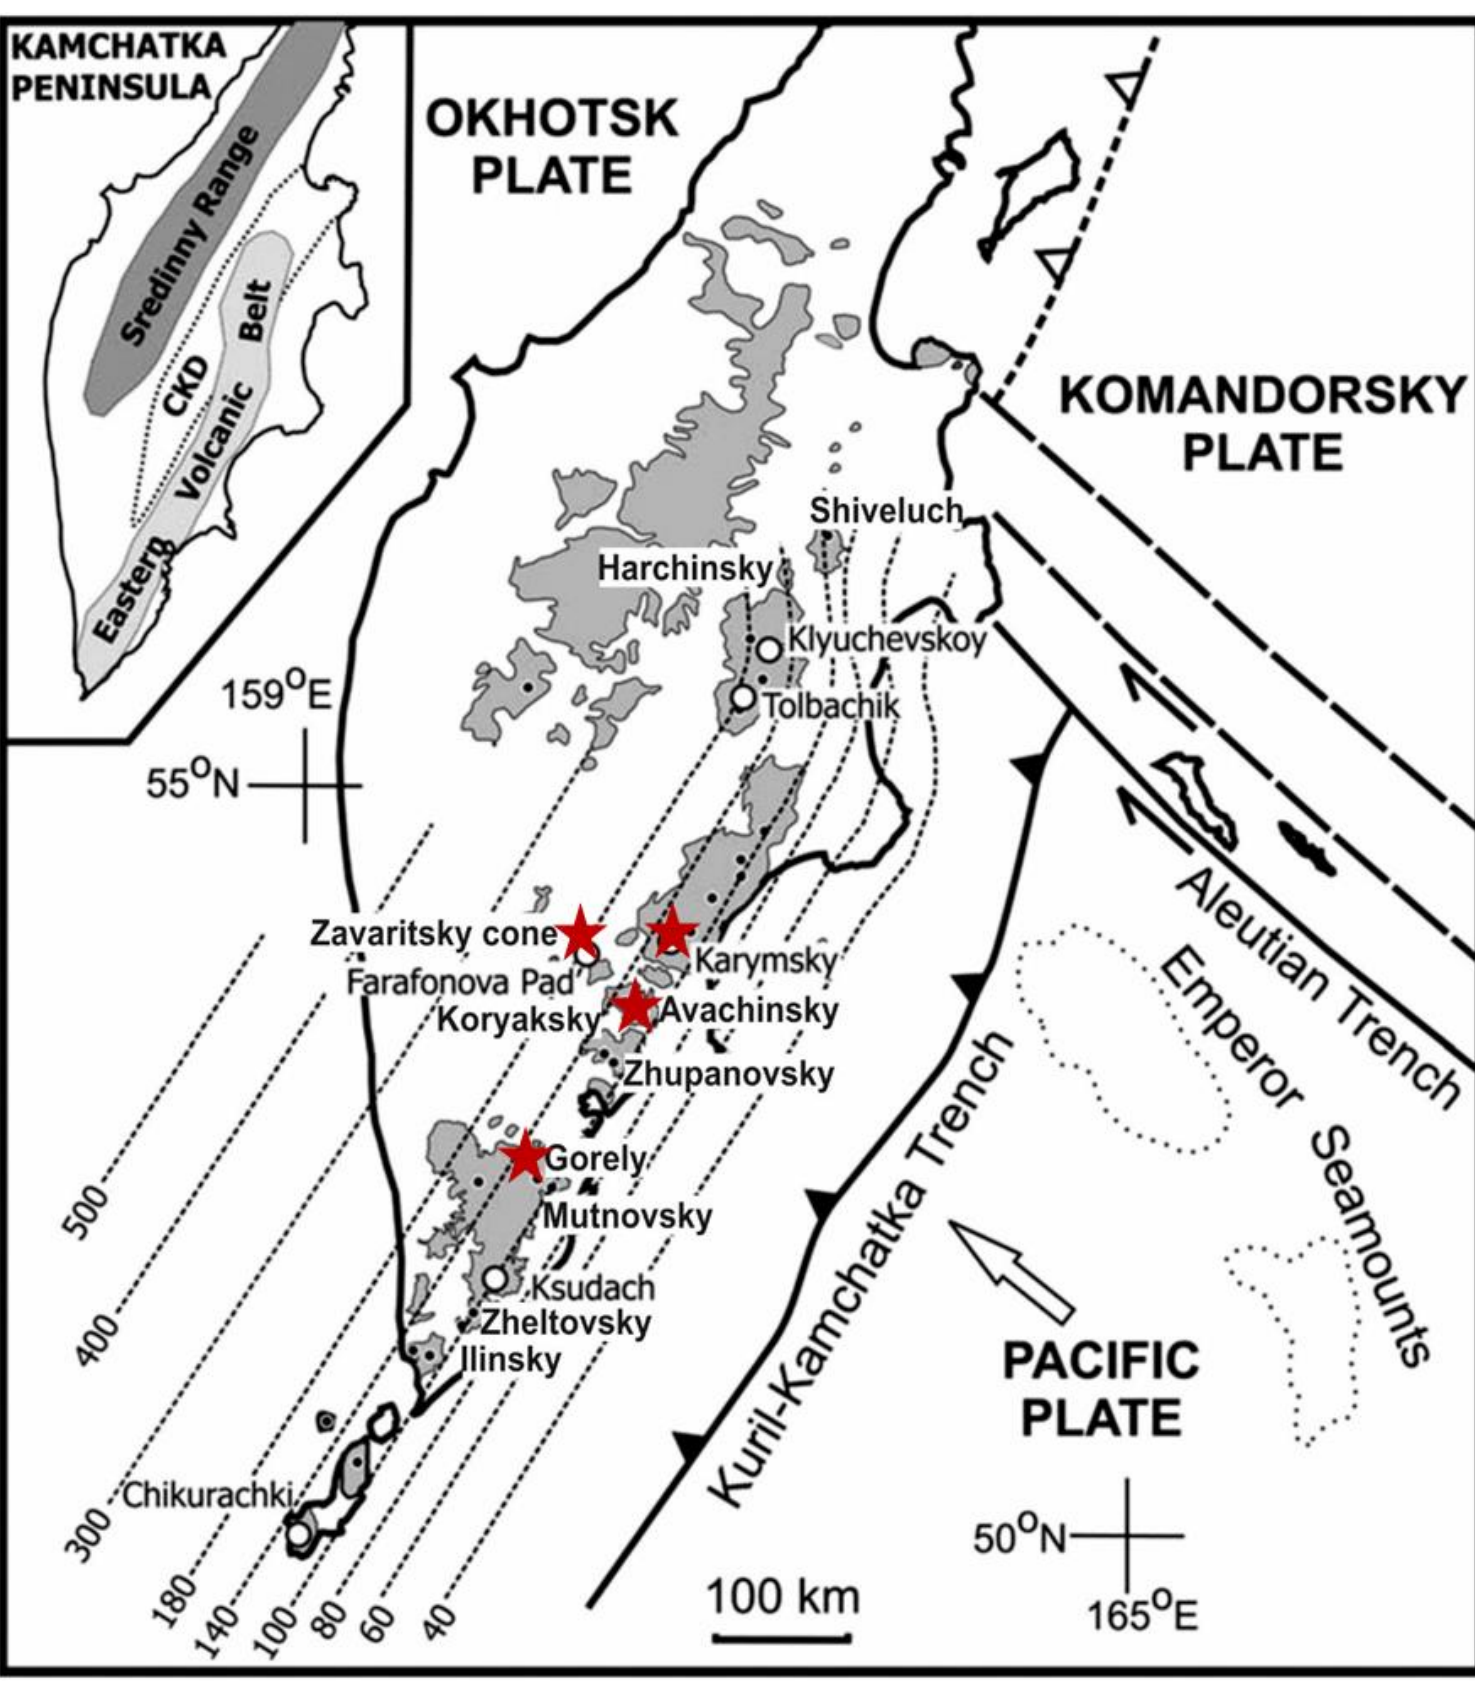 KAMCHATKA
PENINSULA
Sredinny Range
CKD
Eastern Volcanic Belt
OKHOTSK
PLATE
KOMANDORSKY
PLATE
Shiveluch
Harchinsky
Klyuchevskoy
Tolbachik
159°E
55°N
Zavaritsky cone
Farafonova Pad
Karymsky
Koryaksky
Avachinsky
Zhupanovsky
Gorely
Mutnovsky
Ksudach
Zheltovsky
Ilinsky
Chikurachki
Aleutian Trench
Emperor Seamounts
Kuril-Kamchatka Trench
PACIFIC
PLATE
500
400
300
180
140
100
80
60
40
100 km
50°N
165°E